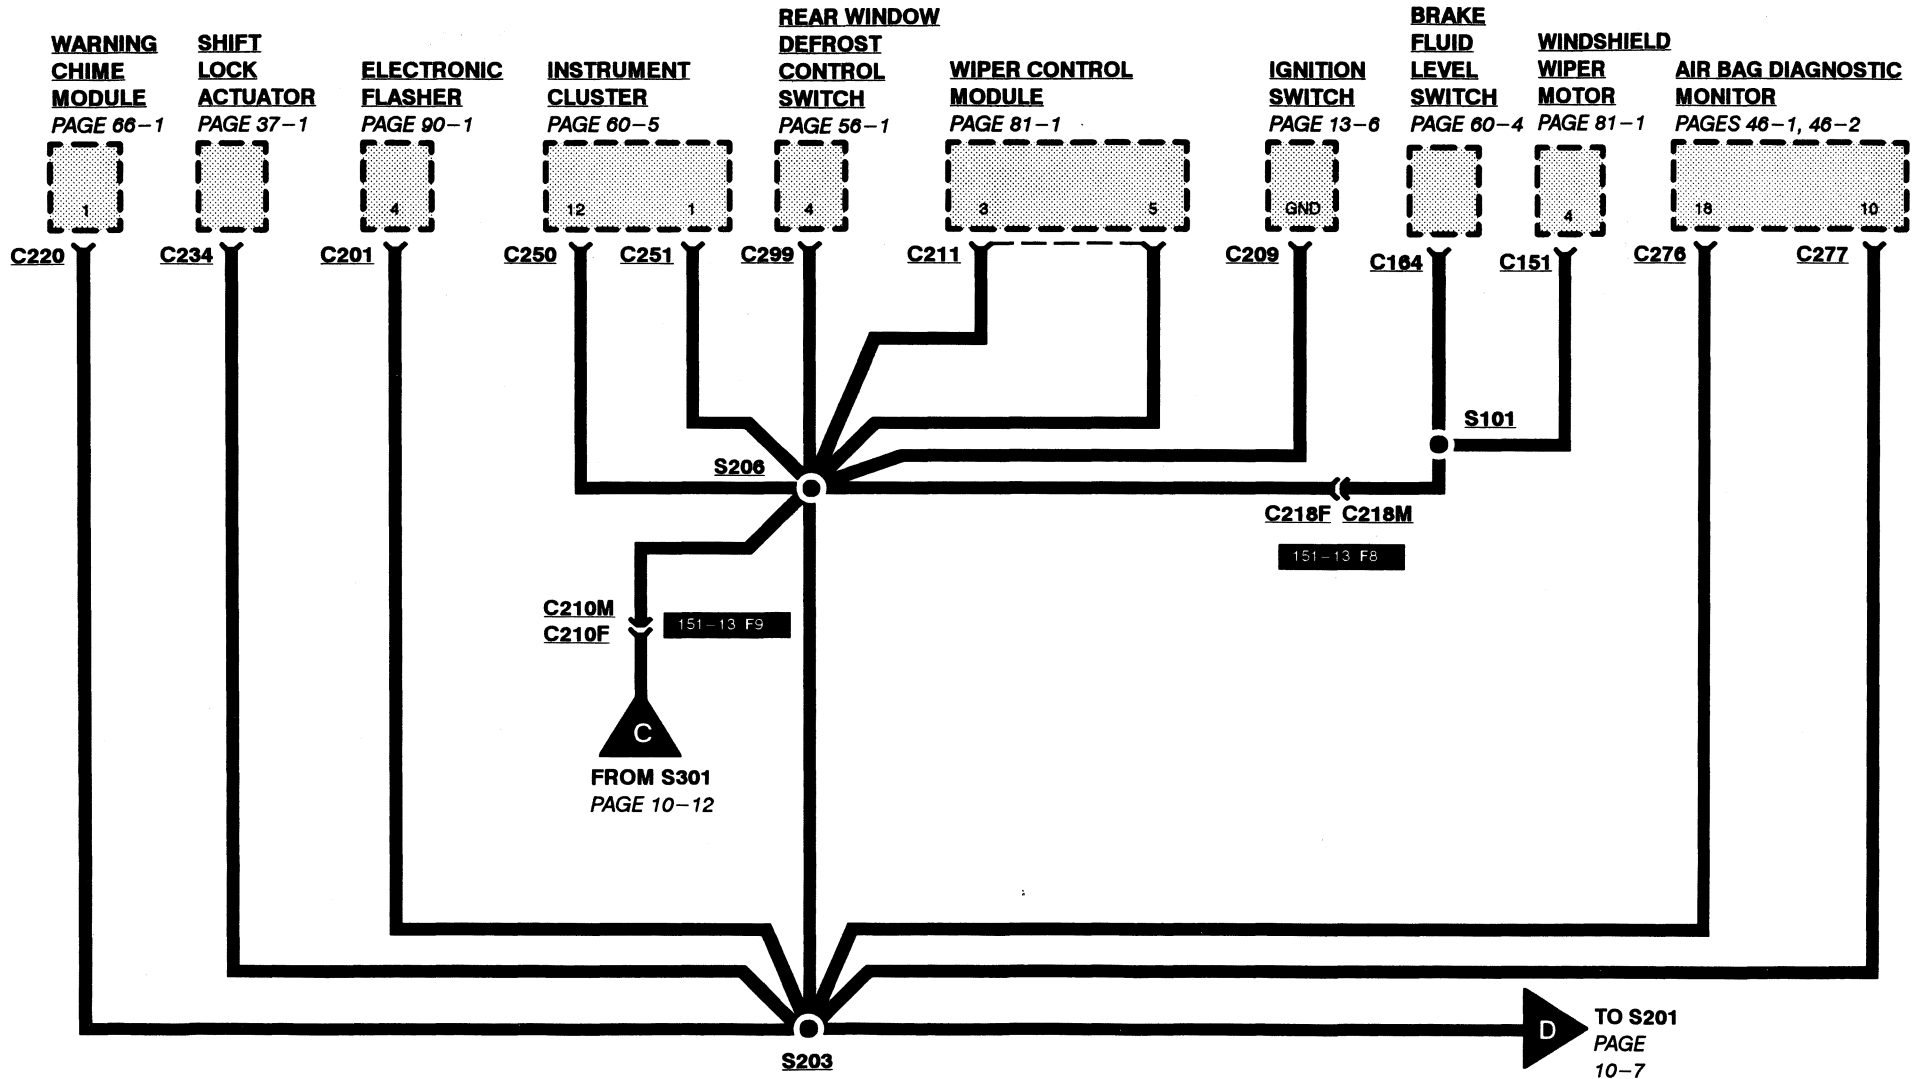 WARNING
CHIME
MODULE
PAGE 66-1
SHIFT
LOCK
ACTUATOR
PAGE 37-1
ELECTRONIC
FLASHER
PAGE 90-1
INSTRUMENT
CLUSTER
PAGE 60-5
REAR WINDOW
DEFROST
CONTROL
SWITCH
PAGE 56-1
WIPER CONTROL
MODULE
PAGE 81-1
IGNITION
SWITCH
PAGE 13-6
BRAKE
FLUID
LEVEL
SWITCH
PAGE 60-4
WINDSHIELD
WIPER
MOTOR
PAGE 81-1
AIR BAG DIAGNOSTIC
MONITOR
PAGES 46-1, 46-2
1
4
12
1
4
3
5
GND
4
18
10
C220
C234
C201
C250
C251
C299
C211
C209
C164
C151
C276
C277
S101
S206
C218F C218M
151-13 F8
C210M
C210F
151-13 F9
C
FROM S301
PAGE 10-12
D
TO S201
PAGE
10-7
S203